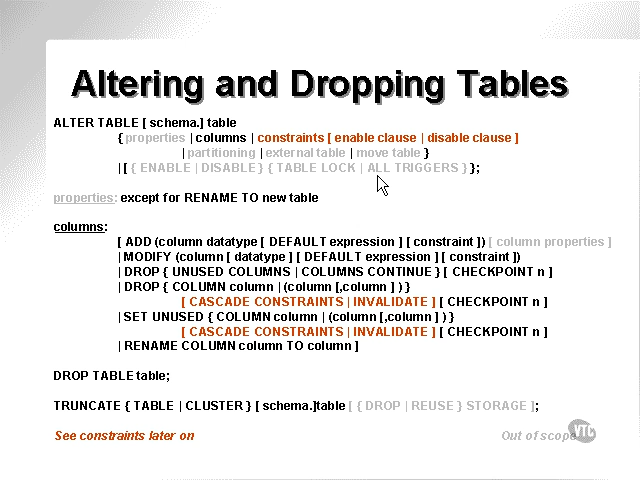 Altering and Dropping Tables
ALTER TABLE [ schema.] table
{ properties | columns | constraints [ enable clause | disable clause ]
| partitioning | external table | move table }
| [ { ENABLE | DISABLE } { TABLE LOCK | ALL TRIGGERS } };
properties: except for RENAME TO new table
columns:
[ ADD (column datatype [ DEFAULT expression ] [ constraint ]) [ column properties ]
| MODIFY (column [ datatype ] [ DEFAULT expression ] [ constraint ])
| DROP { UNUSED COLUMNS | COLUMNS CONTINUE } [ CHECKPOINT n ]
| DROP { COLUMN column | (column [,column ] ) }
[ CASCADE CONSTRAINTS | INVALIDATE ] [ CHECKPOINT n ]
| SET UNUSED { COLUMN column | (column [,column ] ) }
[ CASCADE CONSTRAINTS | INVALIDATE ] [ CHECKPOINT n ]
| RENAME COLUMN column TO column ]
DROP TABLE table;
TRUNCATE { TABLE | CLUSTER } [ schema.]table [ { DROP | REUSE } STORAGE ];
See constraints later on
Out of scope
VTC